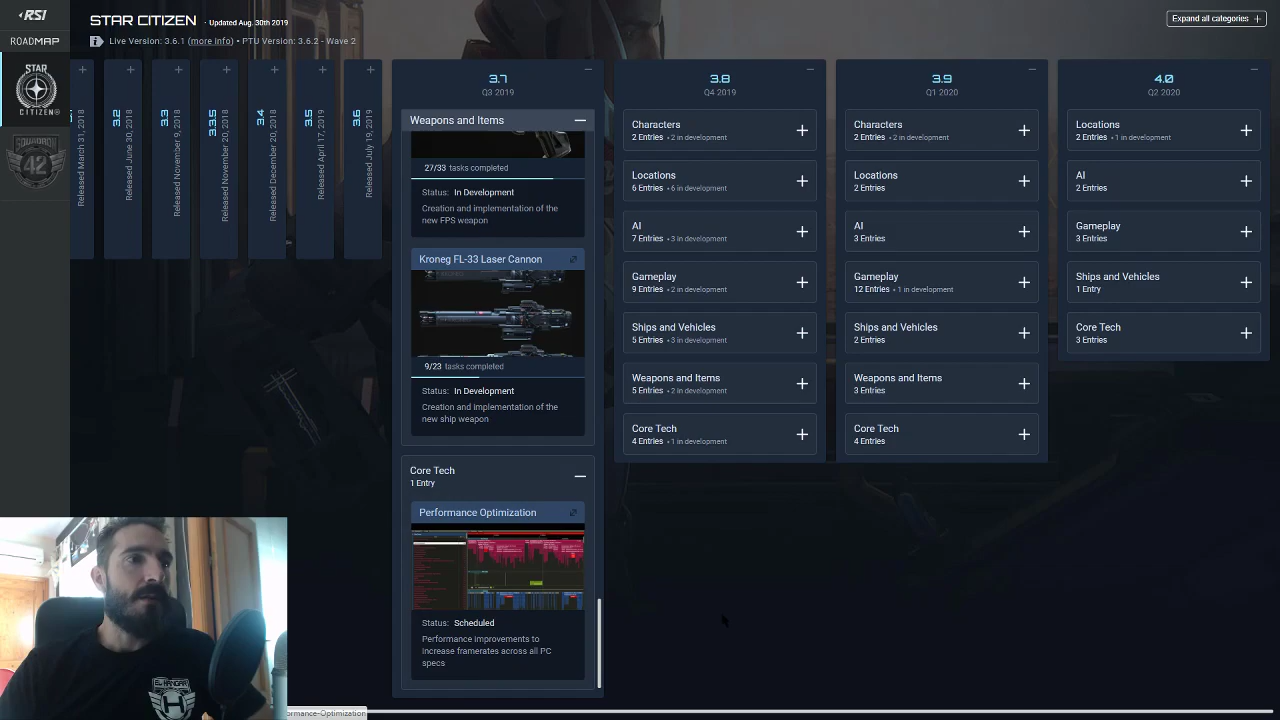 RSI
ROADMAP
STAR CITIZEN • Updated Aug. 30th 2019
Live Version: 3.6.1 (more info) • PTU Version: 3.6.2 - Wave 2
Expand all categories
STAR
CITIZEN
SQUADRON
42
Released March 31, 2018
3.2
Released June 30, 2018
3.3
Released November 9, 2018
3.3.5
Released November 20, 2018
3.4
Released December 20, 2018
3.5
Released April 17, 2019
3.6
Released July 19, 2019
3.7
Q3 2019
Weapons and Items
27/33 tasks completed
Status: In Development
Creation and implementation of the
new FPS weapon
Kroneg FL-33 Laser Cannon
9/23 tasks completed
Status: In Development
Creation and implementation of the
new ship weapon
Core Tech
1 Entry
Performance Optimization
Status: Scheduled
Performance improvements to
increase framerates across all PC
specs
3.8
Q4 2019
Characters
2 Entries • 2 in development
Locations
6 Entries • 6 in development
AI
7 Entries • 3 in development
Gameplay
9 Entries • 2 in development
Ships and Vehicles
5 Entries • 3 in development
Weapons and Items
5 Entries • 2 in development
Core Tech
4 Entries • 1 in development
3.9
Q1 2020
Characters
2 Entries • 2 in development
Locations
2 Entries
AI
3 Entries
Gameplay
12 Entries • 1 in development
Ships and Vehicles
2 Entries
Weapons and Items
3 Entries
Core Tech
4 Entries
4.0
Q2 2020
Locations
2 Entries • 1 in development
AI
2 Entries
Gameplay
3 Entries
Ships and Vehicles
1 Entry
Core Tech
3 Entries
EL HANGAR
ormance-Optimization